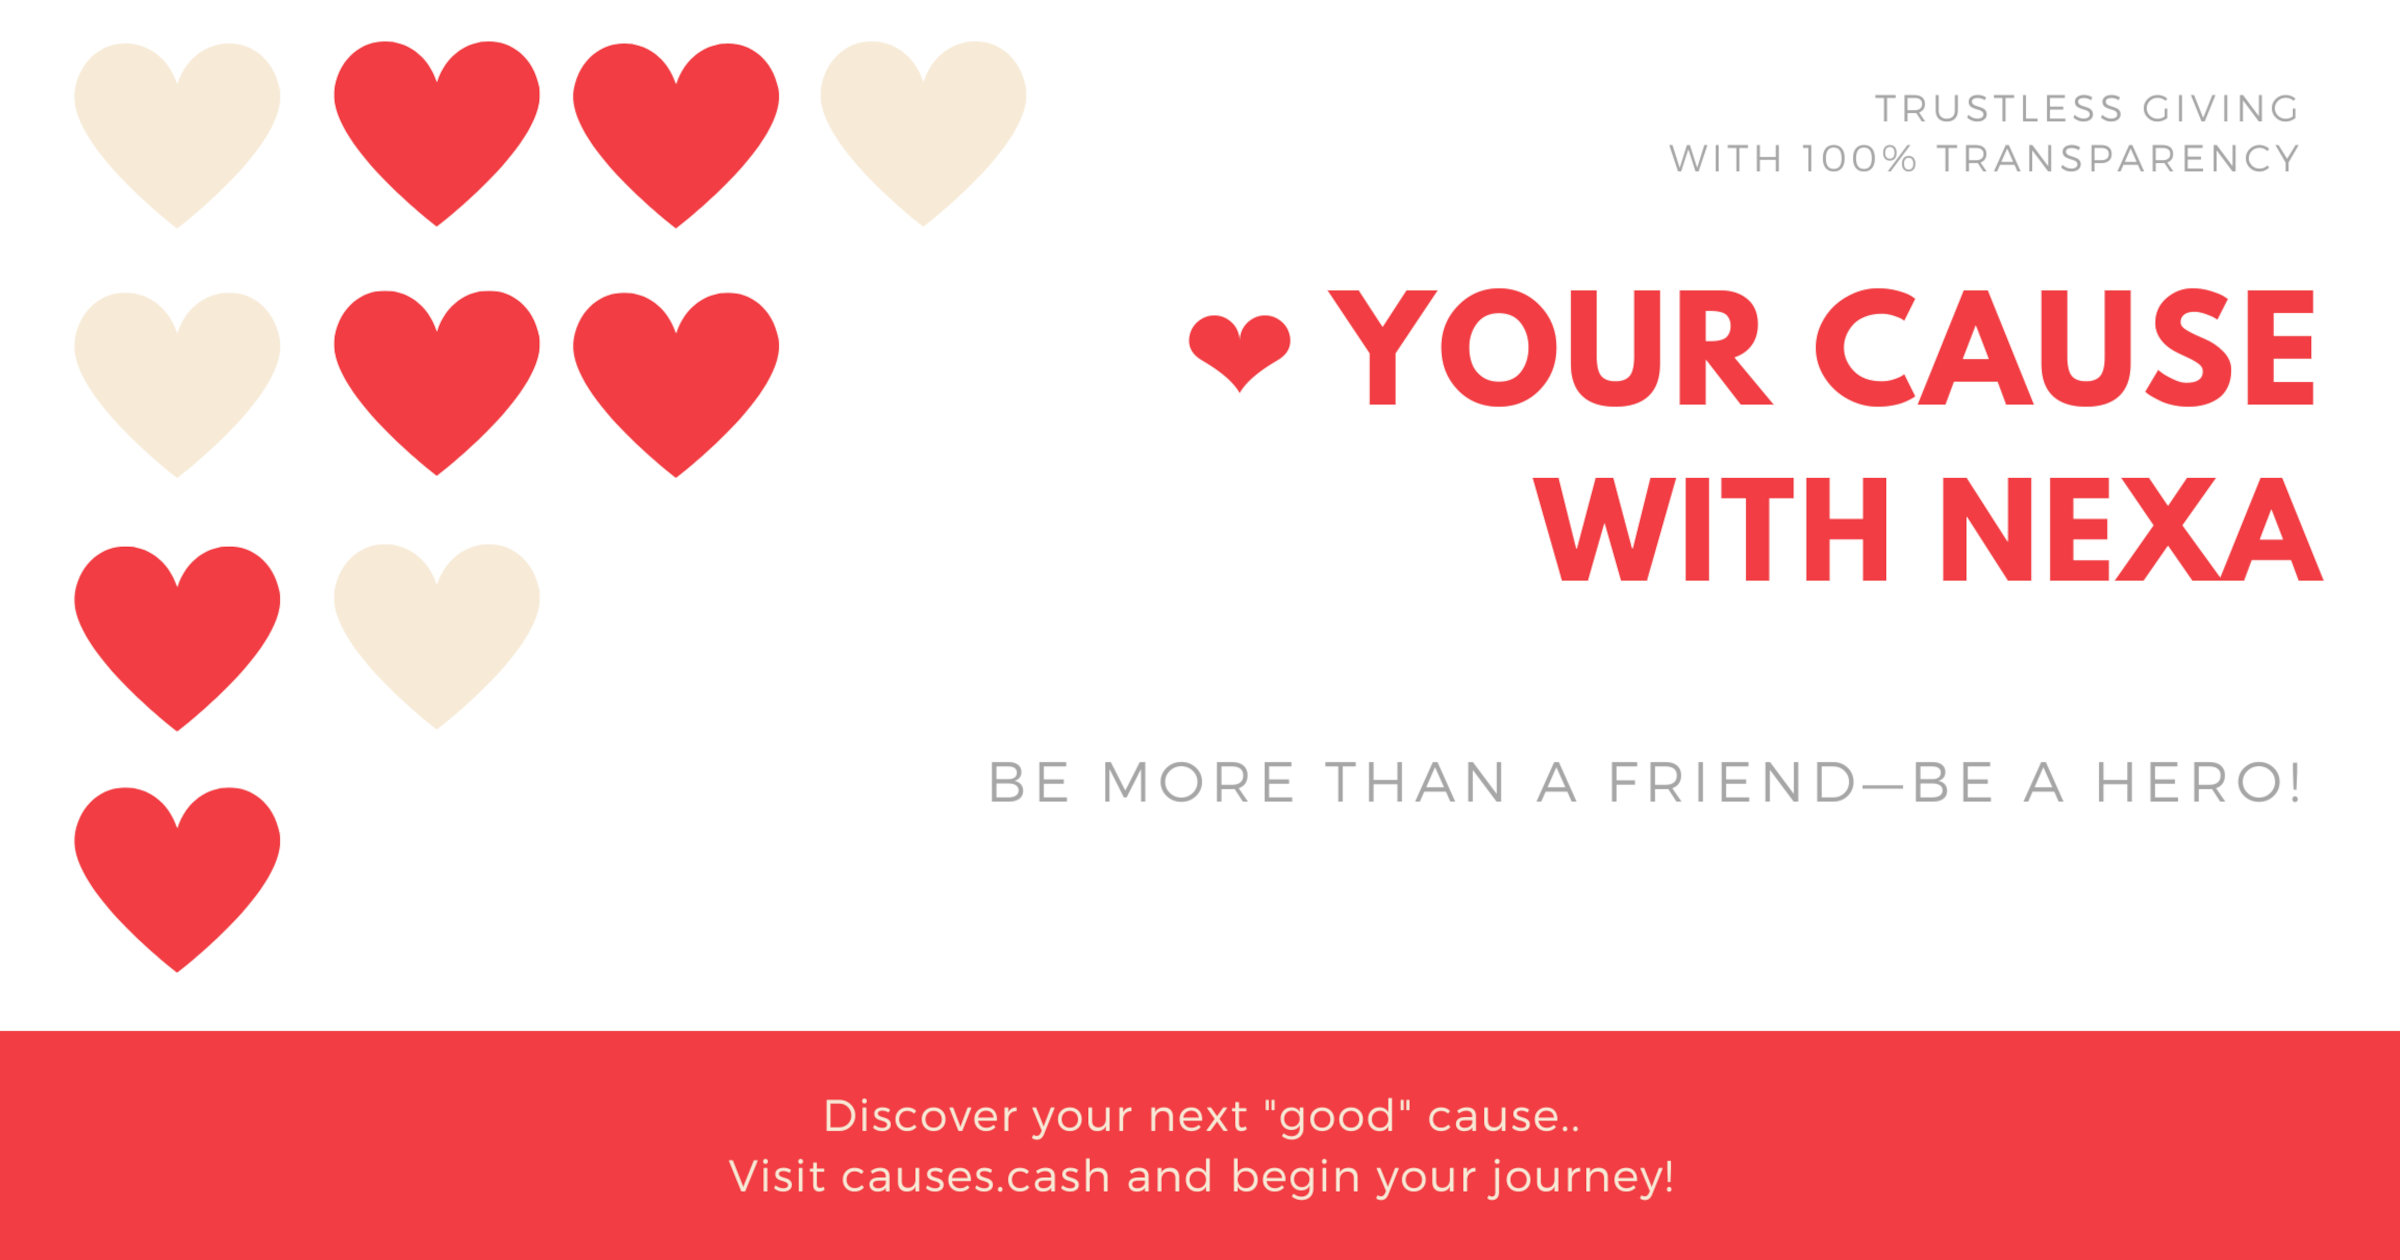 TRUSTLESS GIVING
WITH 100% TRANSPARENCY
❤ YOUR CAUSE
WITH NEXA
BE MORE THAN A FRIEND—BE A HERO!
Discover your next "good" cause..
Visit causes.cash and begin your journey!